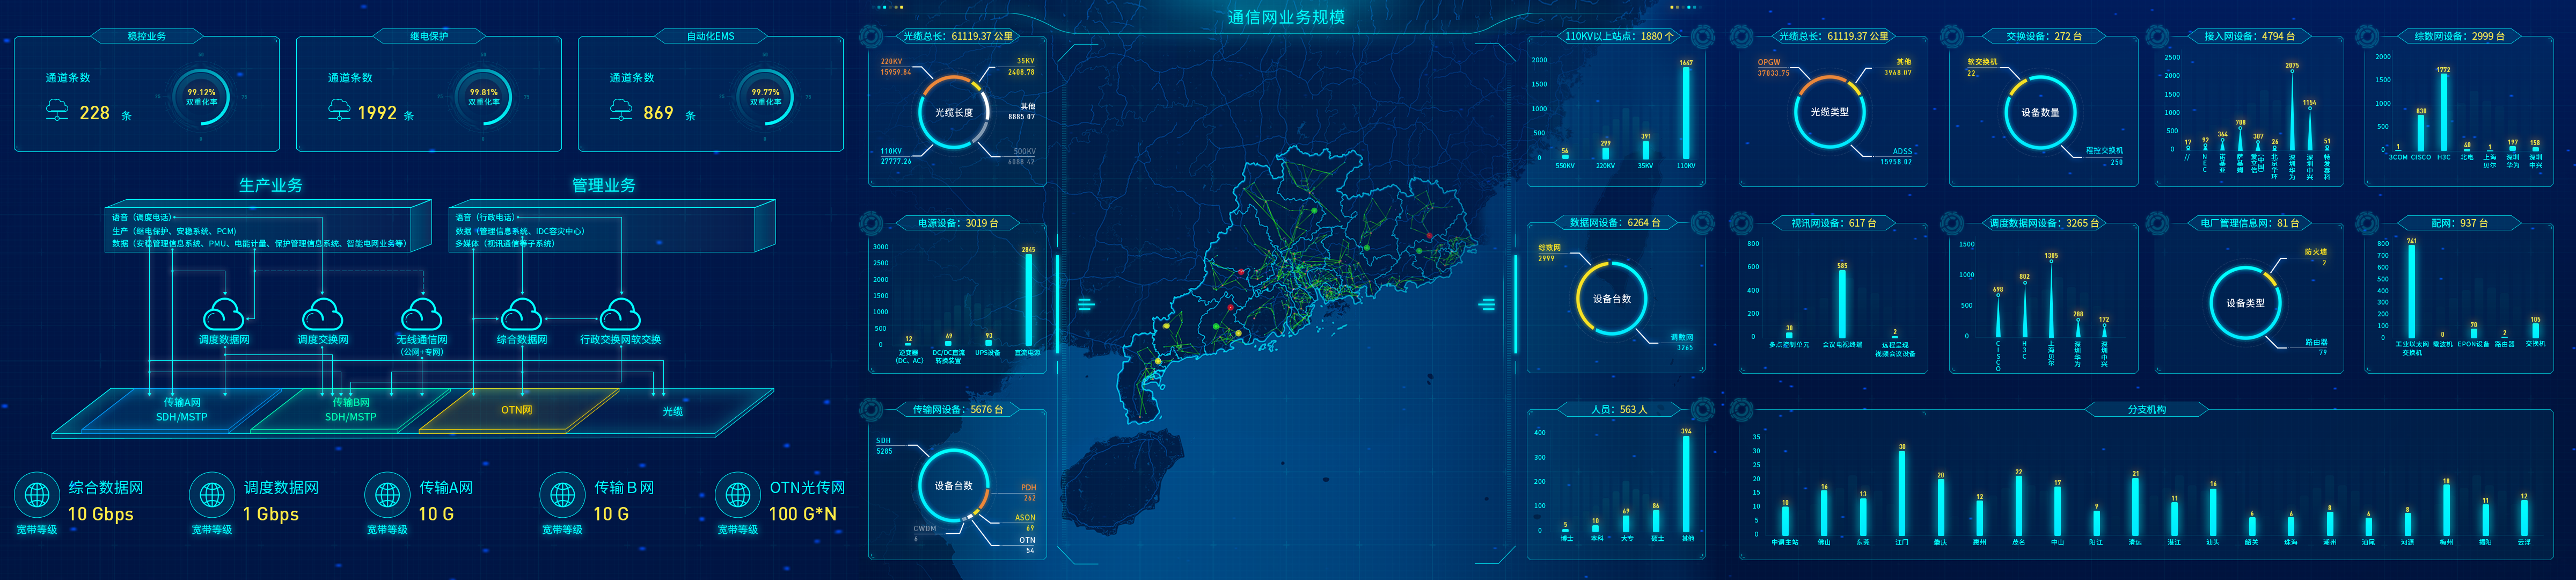 通信网业务规模
稳控业务
通道条数
228 条
99.12%
双重化率
继电保护
通道条数
1992 条
99.81%
双重化率
自动化EMS
通道条数
869 条
99.77%
双重化率
生产业务
语音（调度电话）
生产（继电保护、安稳系统、PCM）
数据（安稳管理信息系统、PMU、电能计量、保护管理信息系统、智能电网业务等）
管理业务
语音（行政电话）
数据（管理信息系统、IDC容灾中心）
多媒体（视讯通信等子系统）
调度数据网
调度交换网
无线通信网
（公网+专网）
综合数据网
行政交换网软交换
传输A网
SDH/MSTP
传输B网
SDH/MSTP
OTN网
光缆
综合数据网
10 Gbps
宽带等级
调度数据网
1 Gbps
宽带等级
传输A网
10 G
宽带等级
传输B网
10 G
宽带等级
OTN光传网
100 G*N
宽带等级
光缆总长：61119.37 公里
220KV
15959.84
35KV
2408.78
其他
8885.07
500KV
6088.42
110KV
27777.26
光缆长度
电源设备：3019 台
3000
2500
2000
1500
1000
500
0
12
69
93
2845
逆变器
（DC、AC）
DC/DC直流
转换装置
UPS设备
直流电源
传输网设备：5676 台
SDH
5285
设备台数
PDH
262
ASON
69
OTN
54
CWDM
6
110KV以上站点：1880 个
2000
1500
1000
500
0
56
299
391
1647
550KV
220KV
35KV
110KV
数据网设备：6264 台
综数网
2999
设备台数
调数网
3265
人员：563 人
400
300
200
100
0
5
10
69
86
394
博士
本科
大专
硕士
其他
光缆总长：61119.37 公里
OPGW
37833.75
其他
3968.07
光缆类型
ADSS
15958.02
交换设备：272 台
软交换机
22
设备数量
程控交换机
250
接入网设备：4794 台
2500
2000
1500
1000
500
0
17
92
364
708
307
26
2075
1154
51
//
NEC
诺基亚
萨基姆
爱立信（中国）
北京华环
深圳华为
深圳中兴
特发泰科
综数网设备：2999 台
2000
1500
1000
500
0
1
830
1772
40
1
197
158
3COM
CISCO
H3C
北电
上海
贝尔
深圳
华为
深圳
中兴
视讯网设备：617 台
800
600
400
200
0
30
585
2
多点控制单元
会议电视终端
远程呈现
视频会议设备
调度数据网设备：3265 台
1500
1000
500
0
698
802
1305
288
172
CISCO
H3C
上海贝尔
深圳华为
深圳中兴
电厂管理信息网：81 台
防火墙
2
设备类型
路由器
79
配网：937 台
800
700
600
500
400
300
200
100
0
741
0
70
2
105
工业以太网
交换机
载波机
EPON设备
路由器
交换机
分支机构
35
30
25
20
15
10
5
0
10
16
13
30
20
12
22
17
9
21
11
16
6
6
8
6
8
18
11
12
中调主站
佛山
东莞
江门
肇庆
惠州
茂名
中山
阳江
清远
湛江
汕头
韶关
珠海
潮州
汕尾
河源
梅州
揭阳
云浮